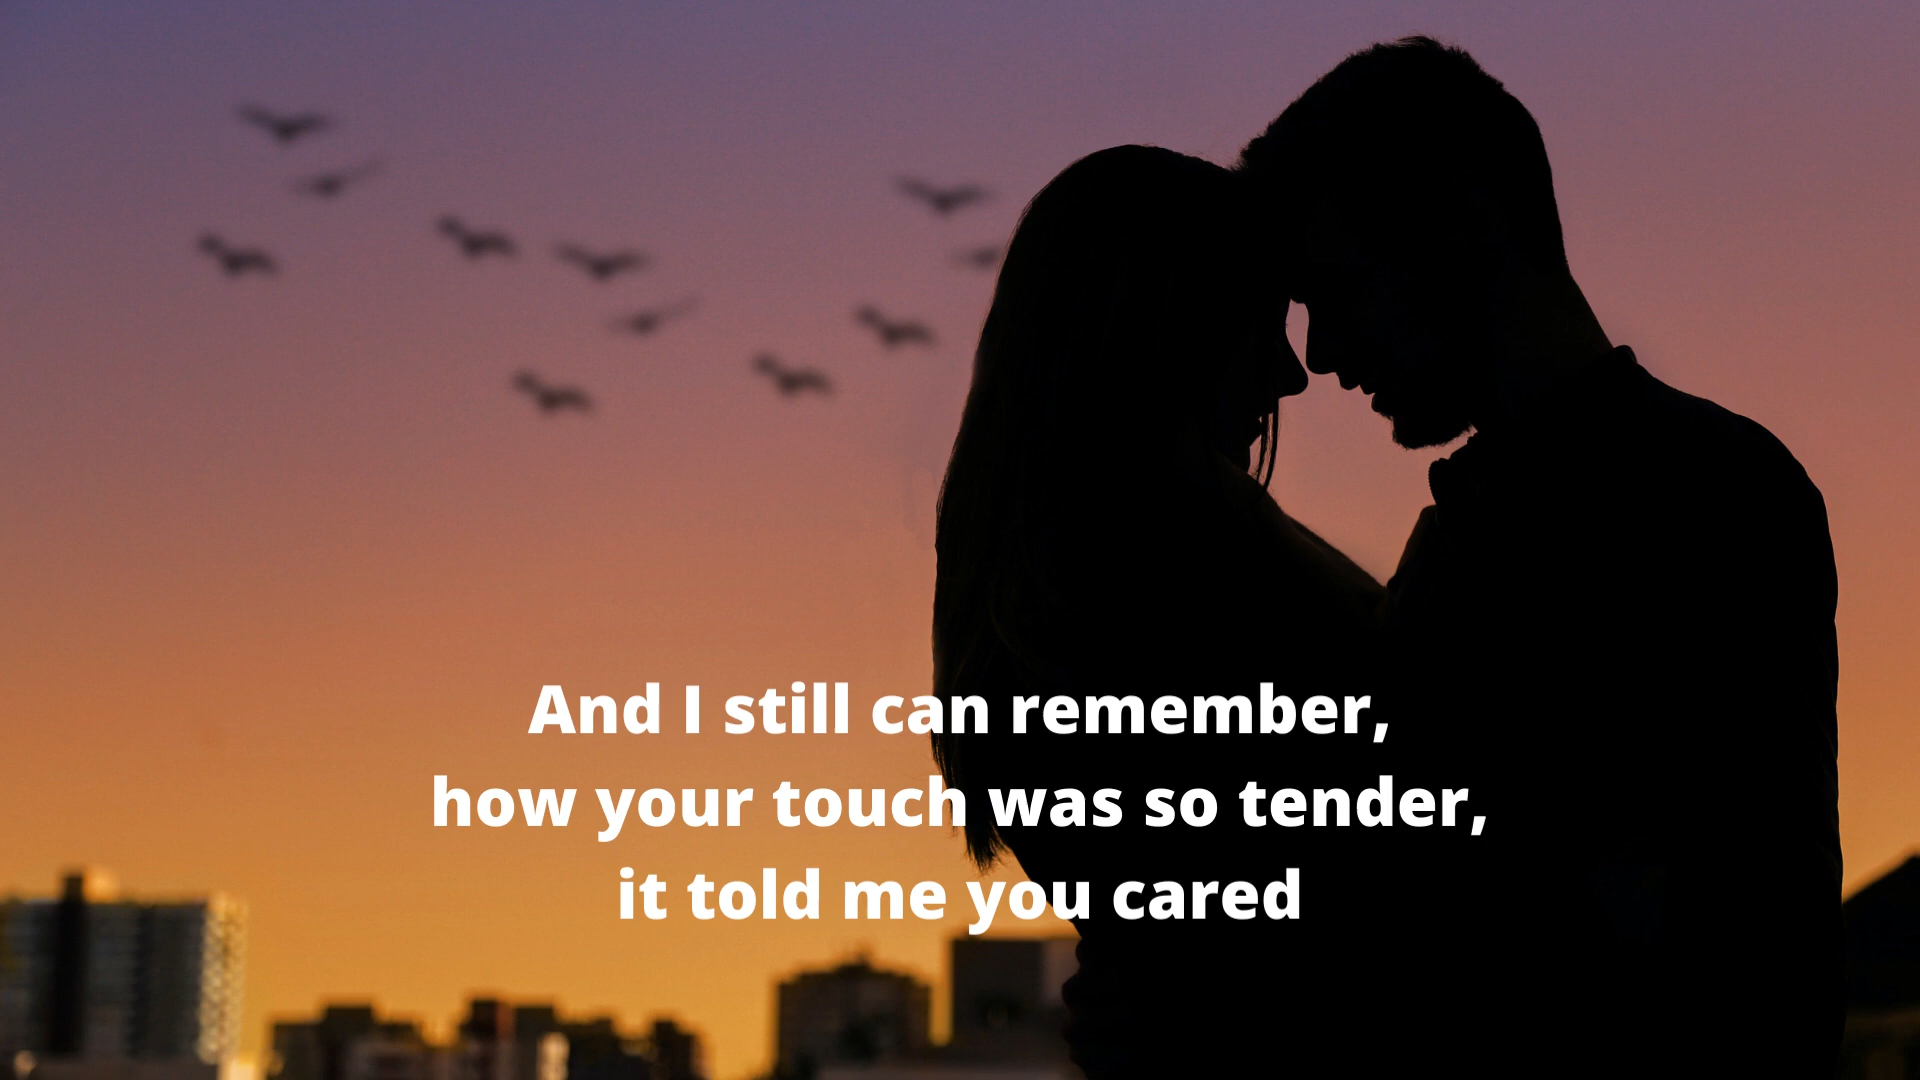 And I still can remember,
how your touch was so tender,
it told me you cared